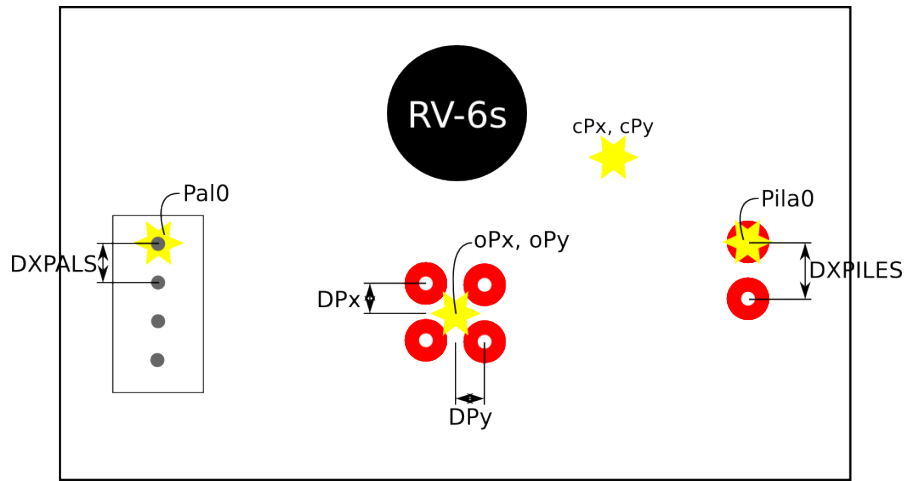 RV-6s
cPx, cPy
Pal0
Pila0
oPx, oPy
DXPALS
DXPILES
DPx
DPy